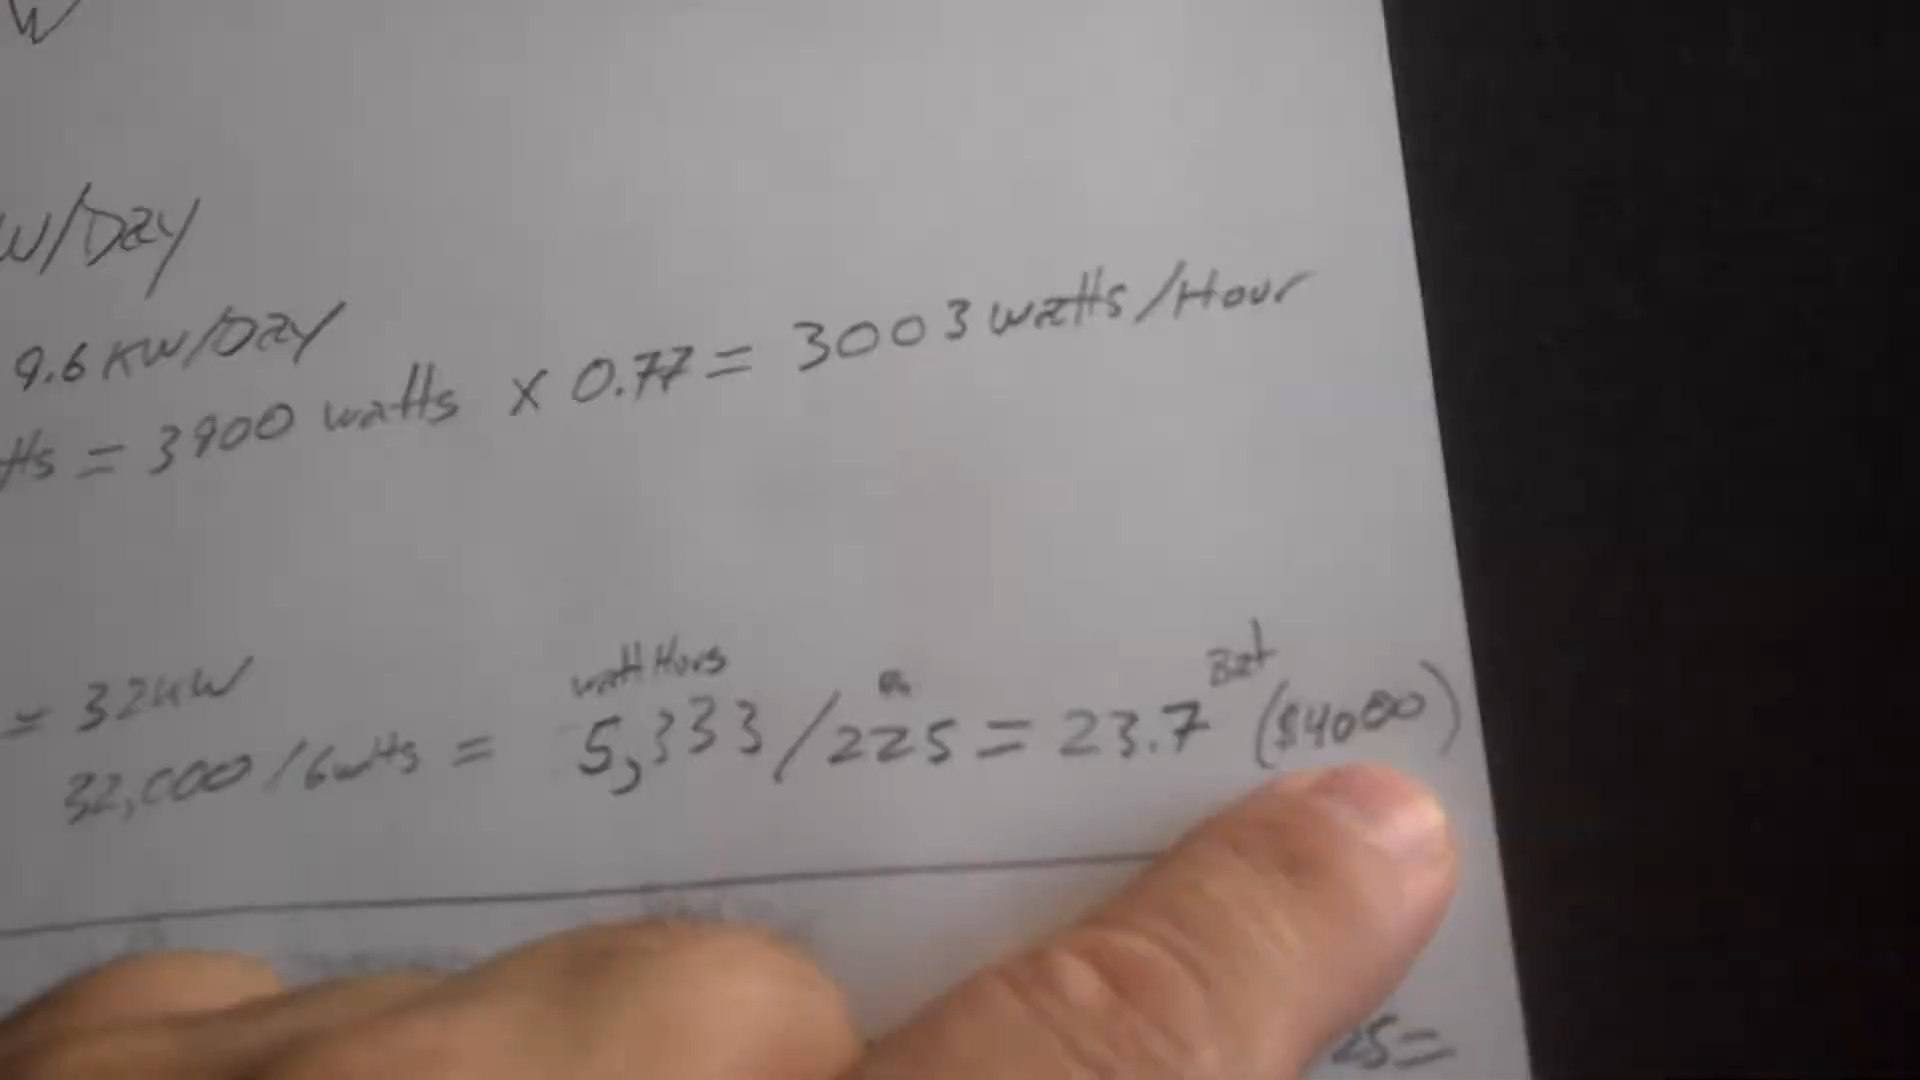 W
W/Day
9.6 KW/Day
tts = 3900 watts x 0.77 = 3003 watts/Hour
= 32KW
watt Hours Bat
32,000 /6watts = 5,333/225 = 23.7 ($4000)
25=